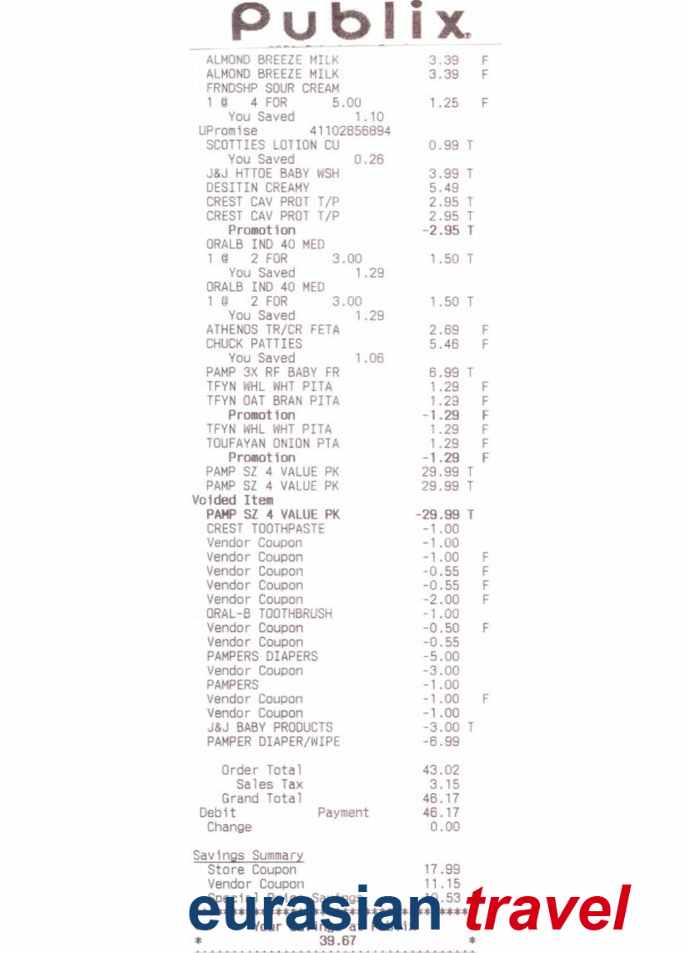 Publix.
ALMOND BREEZE MILK 3.39 F
ALMOND BREEZE MILK 3.39 F
FRNDSHP SOUR CREAM
1 @ 4 FOR 5.00 1.25 F
You Saved 1.10
UPromise 41102856894
SCOTTIES LOTION CU 0.99 T
You Saved 0.26
J&J HTTOE BABY WSH 3.99 T
DESITIN CREAMY 5.49
CREST CAV PROT T/P 2.95 T
CREST CAV PROT T/P 2.95 T
Promotion -2.95 T
ORALB IND 40 MED
1 @ 2 FOR 3.00 1.50 T
You Saved 1.29
ORALB IND 40 MED
1 @ 2 FOR 3.00 1.50 T
You Saved 1.29
ATHENOS TR/CR FETA 2.69 F
CHUCK PATTIES 5.46 F
You Saved 1.06
PAMP 3X RF BABY FR 6.99 T
TFYN WHL WHT PITA 1.29 F
TFYN OAT BRAN PITA 1.29 F
Promotion -1.29 F
TFYN WHL WHT PITA 1.29 F
TOUFAYAN ONION PTA 1.29 F
Promotion -1.29 F
PAMP SZ 4 VALUE PK 29.99 T
PAMP SZ 4 VALUE PK 29.99 T
Voided Item
PAMP SZ 4 VALUE PK -29.99 T
CREST TOOTHPASTE -1.00
Vendor Coupon -1.00
Vendor Coupon -1.00 F
Vendor Coupon -0.55 F
Vendor Coupon -0.55 F
Vendor Coupon -2.00 F
ORAL-B TOOTHBRUSH -1.00
Vendor Coupon -0.50 F
Vendor Coupon -0.55
PAMPERS DIAPERS -5.00
Vendor Coupon -3.00
PAMPERS -1.00
Vendor Coupon -1.00 F
Vendor Coupon -1.00
J&J BABY PRODUCTS -3.00 T
PAMPER DIAPER/WIPE -6.99
Order Total 43.02
Sales Tax 3.15
Grand Total 46.17
Debit Payment 46.17
Change 0.00
Savings Summary
Store Coupon 17.99
Vendor Coupon 11.15
Special Price Savings 10.53
eurasian travel
Your Savings at Publix
* 39.67 *